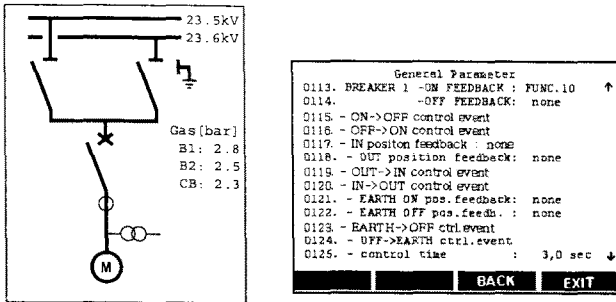 23.5kV
23.6kV
Gas[bar]
B1: 2.8
B2: 2.5
CB: 2.3
M
General Parameter
0113. BREAKER 1 -ON FEEDBACK : FUNC.10 ↑
0114. -OFF FEEDBACK: none
0115. - ON->OFF control event
0116. - OFF->ON control event
0117. - IN positon feedback : none
0118. - OUT position feedback: none
0119. - OUT->IN control event
0120. - IN->OUT control event
0121. - EARTH ON pos.feedback: none
0122. - EARTH OFF pos.feedb. : none
0123. - EARTH->OFF ctrl.event
0124. - OFF->EARTH ctrl.event
0125. - control time : 3,0 sec ↓
BACK EXIT